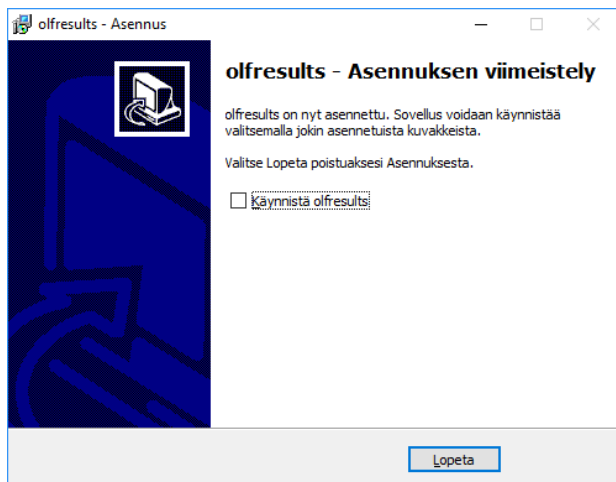 olfresults - Asennus
olfresults - Asennuksen viimeistely
olfresults on nyt asennettu. Sovellus voidaan käynnistää
valitsemalla jokin asennetuista kuvakkeista.
Valitse Lopeta poistuaksesi Asennuksesta.
Käynnistä olfresults
Lopeta